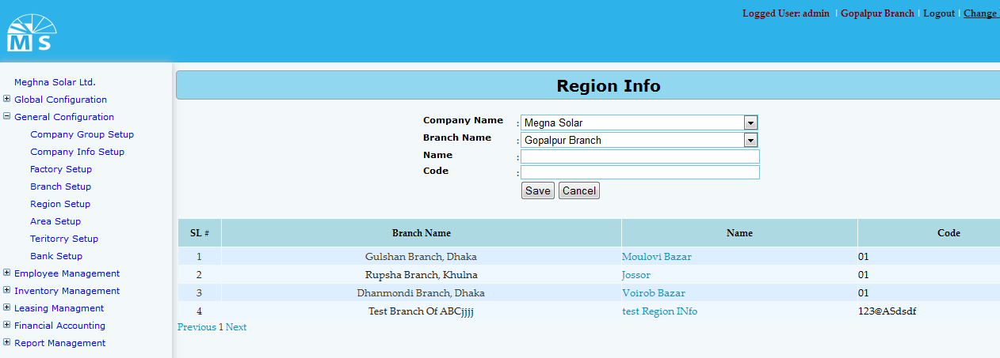 Logged User: admin | Gopalpur Branch | Logout | Change
MS
Meghna Solar Ltd.
Global Configuration
General Configuration
Company Group Setup
Company Info Setup
Factory Setup
Branch Setup
Region Setup
Area Setup
Teritorry Setup
Bank Setup
Employee Management
Inventory Management
Leasing Managment
Financial Accounting
Report Management
Region Info
Company Name : Megna Solar
Branch Name : Gopalpur Branch
Name :
Code :
Save Cancel
SL # Branch Name Name Code
1 Gulshan Branch, Dhaka Moulovi Bazar 01
2 Rupsha Branch, Khulna Jossor 01
3 Dhanmondi Branch, Dhaka Voirob Bazar 01
4 Test Branch Of ABCjjjj test Region INfo 123@ASdsdf
Previous 1 Next